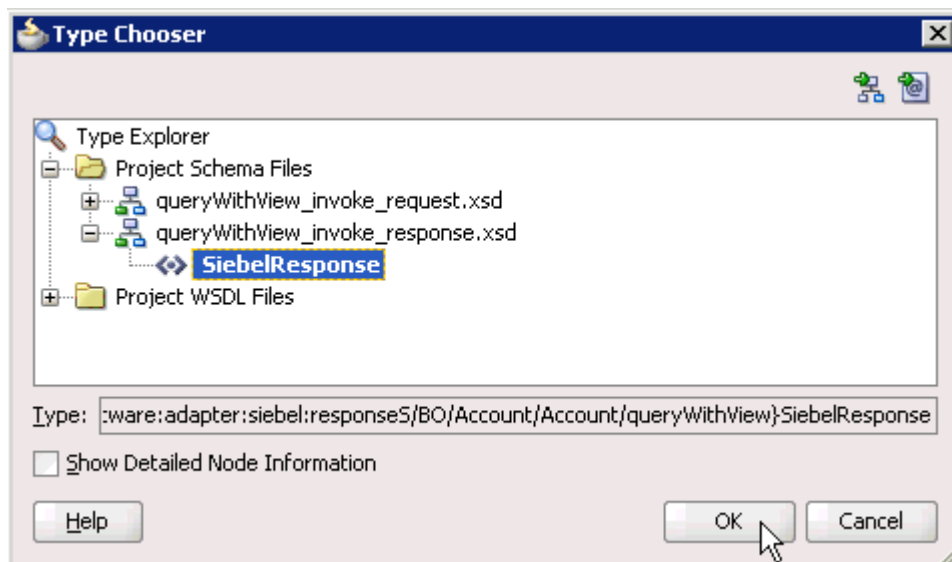 Type Chooser
Type Explorer
Project Schema Files
queryWithView_invoke_request.xsd
queryWithView_invoke_response.xsd
SiebelResponse
Project WSDL Files
Type: :ware:adapter:siebel:responseS/BO/Account/Account/queryWithView}SiebelResponse
Show Detailed Node Information
Help OK Cancel